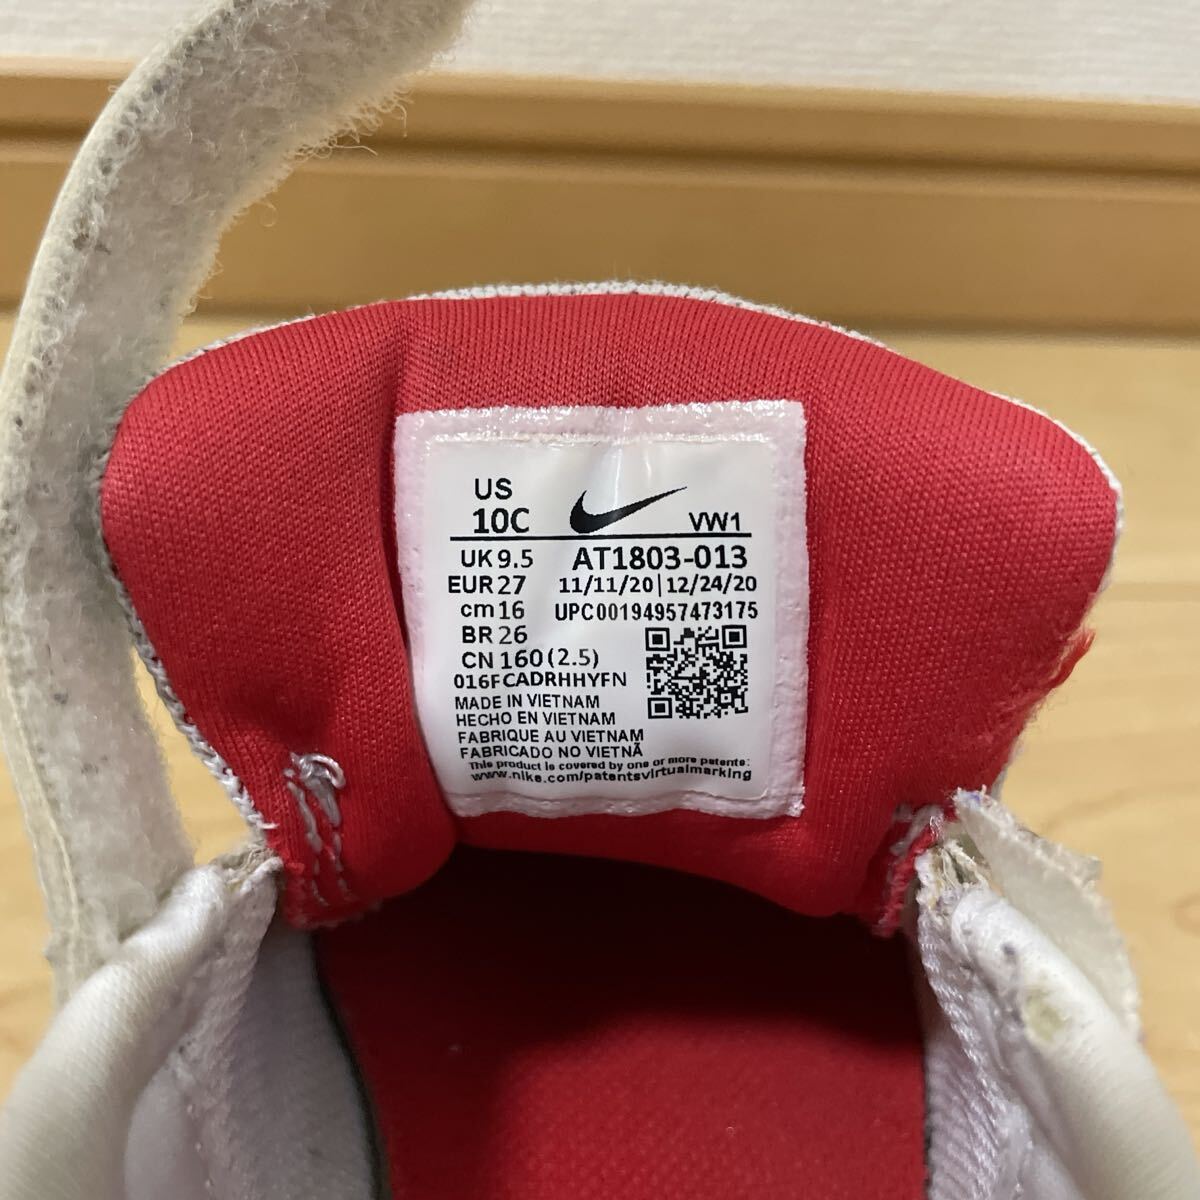 US
10C VW1
UK 9.5 AT1803-013
EUR 27 11/11/20 | 12/24/20
cm 16 UPC00194957473175
BR 26
CN 160 (2.5)
016FCADRHHYFN
MADE IN VIETNAM
HECHO EN VIETNAM
FABRIQUE AU VIETNAM
FABRICADO NO VIETNÃ
This product is covered by one or more patents:
www.nike.com/patentsvirtualmarking